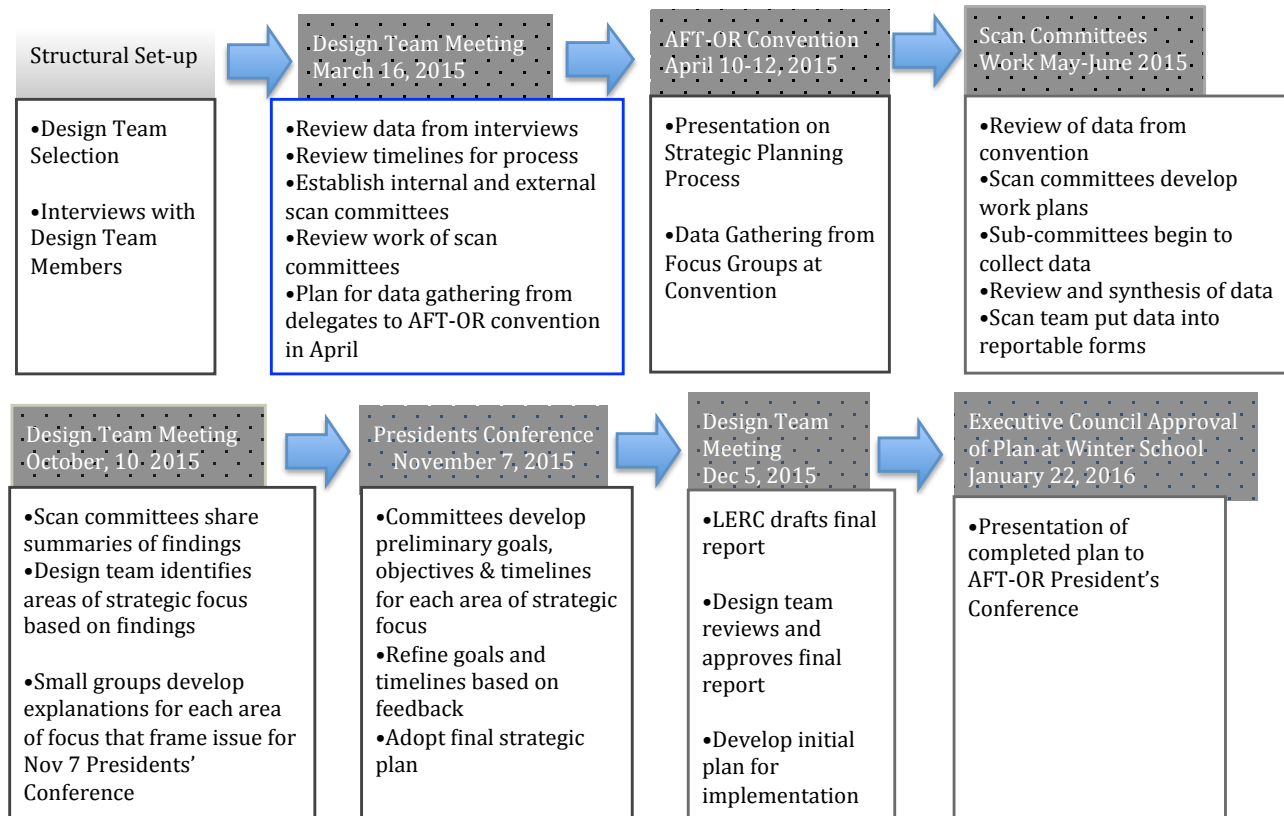 Structural Set-up
•Design Team
Selection
•Interviews with
Design Team
Members
Design Team Meeting
March 16, 2015
•Review data from interviews
•Review timelines for process
•Establish internal and external
scan committees
•Review work of scan
committees
•Plan for data gathering from
delegates to AFT-OR convention
in April
AFT-OR Convention
April 10-12, 2015
•Presentation on
Strategic Planning
Process
•Data Gathering from
Focus Groups at
Convention
Scan Committees
Work May-June 2015
•Review of data from
convention
•Scan committees develop
work plans
•Sub-committees begin to
collect data
•Review and synthesis of data
•Scan team put data into
reportable forms
Design Team Meeting
October, 10 2015
•Scan committees share
summaries of findings
•Design team identifies
areas of strategic focus
based on findings
•Small groups develop
explanations for each area
of focus that frame issue for
Nov 7 Presidents’
Conference
Presidents Conference
November 7, 2015
•Committees develop
preliminary goals,
objectives & timelines
for each area of strategic
focus
•Refine goals and
timelines based on
feedback
•Adopt final strategic
plan
Design Team
Meeting
Dec 5, 2015
•LERC drafts final
report
•Design team
reviews and
approves final
report
•Develop initial
plan for
implementation
Executive Council Approval
of Plan at Winter School
January 22, 2016
•Presentation of
completed plan to
AFT-OR President’s
Conference